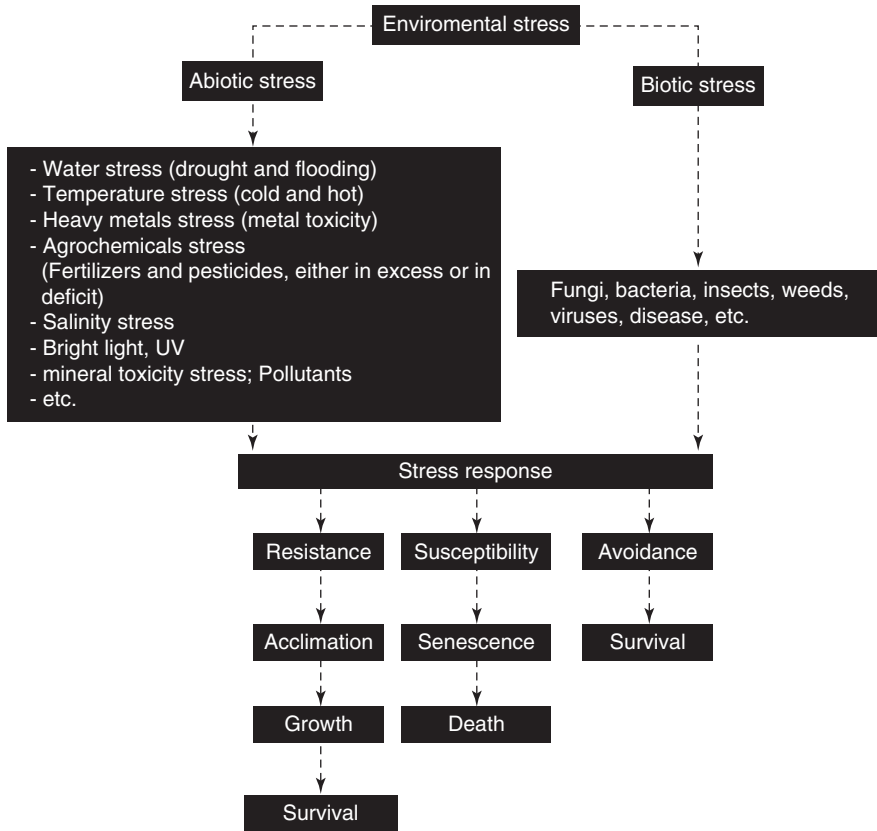 Enviromental stress
Abiotic stress
Biotic stress
- Water stress (drought and flooding)
- Temperature stress (cold and hot)
- Heavy metals stress (metal toxicity)
- Agrochemicals stress
(Fertilizers and pesticides, either in excess or in
deficit)
- Salinity stress
- Bright light, UV
- mineral toxicity stress; Pollutants
- etc.
Fungi, bacteria, insects, weeds,
viruses, disease, etc.
Stress response
Resistance
Susceptibility
Avoidance
Acclimation
Senescence
Survival
Growth
Death
Survival